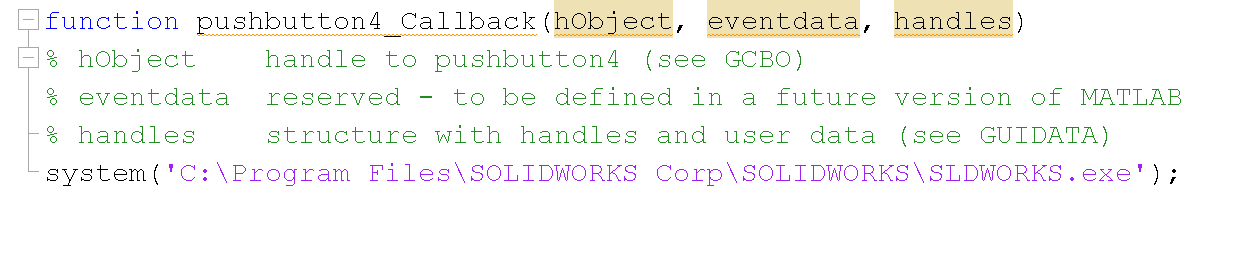 function pushbutton4_Callback(hObject, eventdata, handles)
% hObject    handle to pushbutton4 (see GCBO)
% eventdata  reserved - to be defined in a future version of MATLAB
% handles    structure with handles and user data (see GUIDATA)
system('C:\Program Files\SOLIDWORKS Corp\SOLIDWORKS\SLDWORKS.exe');